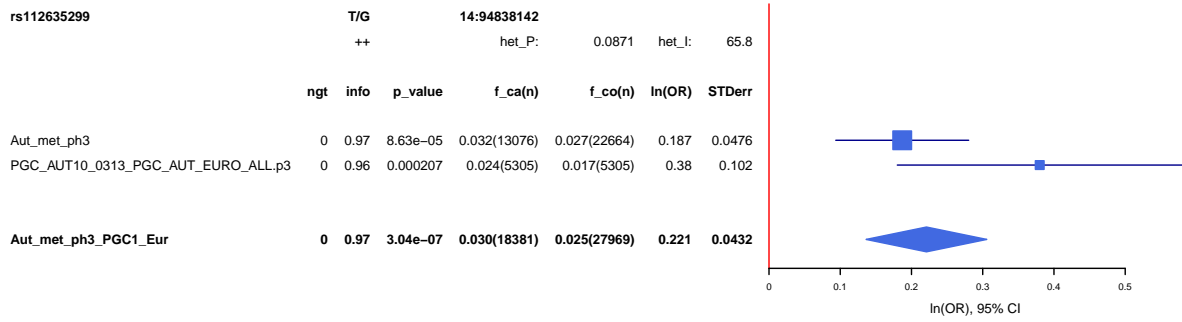 rs112635299 T/G 14:94838142
++ het_P: 0.0871 het_I: 65.8
ngt info p_value f_ca(n) f_co(n) ln(OR) STDerr
Aut_met_ph3 0 0.97 8.63e−05 0.032(13076) 0.027(22664) 0.187 0.0476
PGC_AUT10_0313_PGC_AUT_EURO_ALL.p3 0 0.96 0.000207 0.024(5305) 0.017(5305) 0.38 0.102
Aut_met_ph3_PGC1_Eur 0 0.97 3.04e−07 0.030(18381) 0.025(27969) 0.221 0.0432
0 0.1 0.2 0.3 0.4 0.5
ln(OR), 95% CI